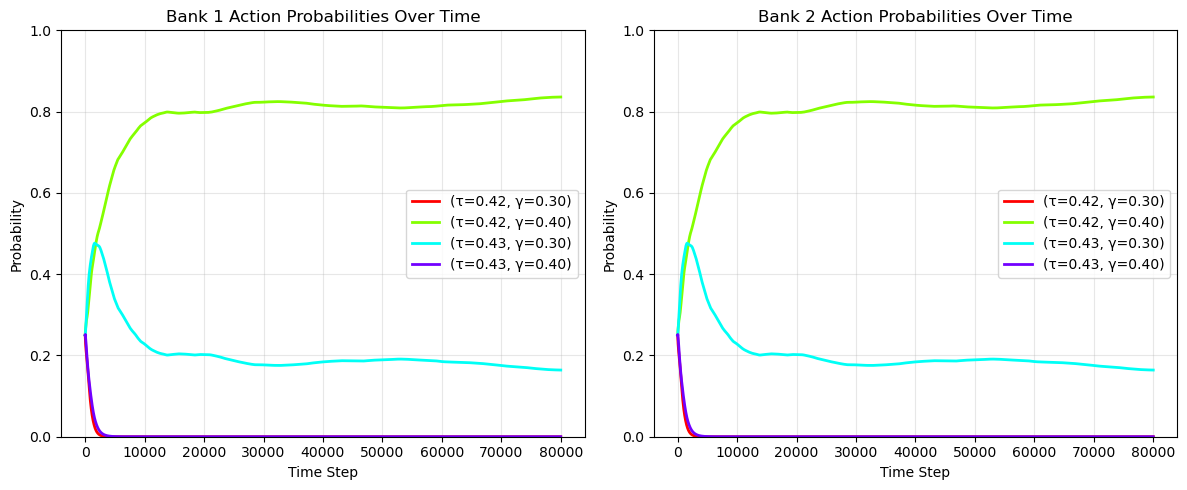 Bank 1 Action Probabilities Over Time
Probability
1.0
0.8
0.6
0.4
0.2
0.0
(τ=0.42, γ=0.30)
(τ=0.42, γ=0.40)
(τ=0.43, γ=0.30)
(τ=0.43, γ=0.40)
0 10000 20000 30000 40000 50000 60000 70000 80000
Time Step
Bank 2 Action Probabilities Over Time
Probability
1.0
0.8
0.6
0.4
0.2
0.0
(τ=0.42, γ=0.30)
(τ=0.42, γ=0.40)
(τ=0.43, γ=0.30)
(τ=0.43, γ=0.40)
0 10000 20000 30000 40000 50000 60000 70000 80000
Time Step